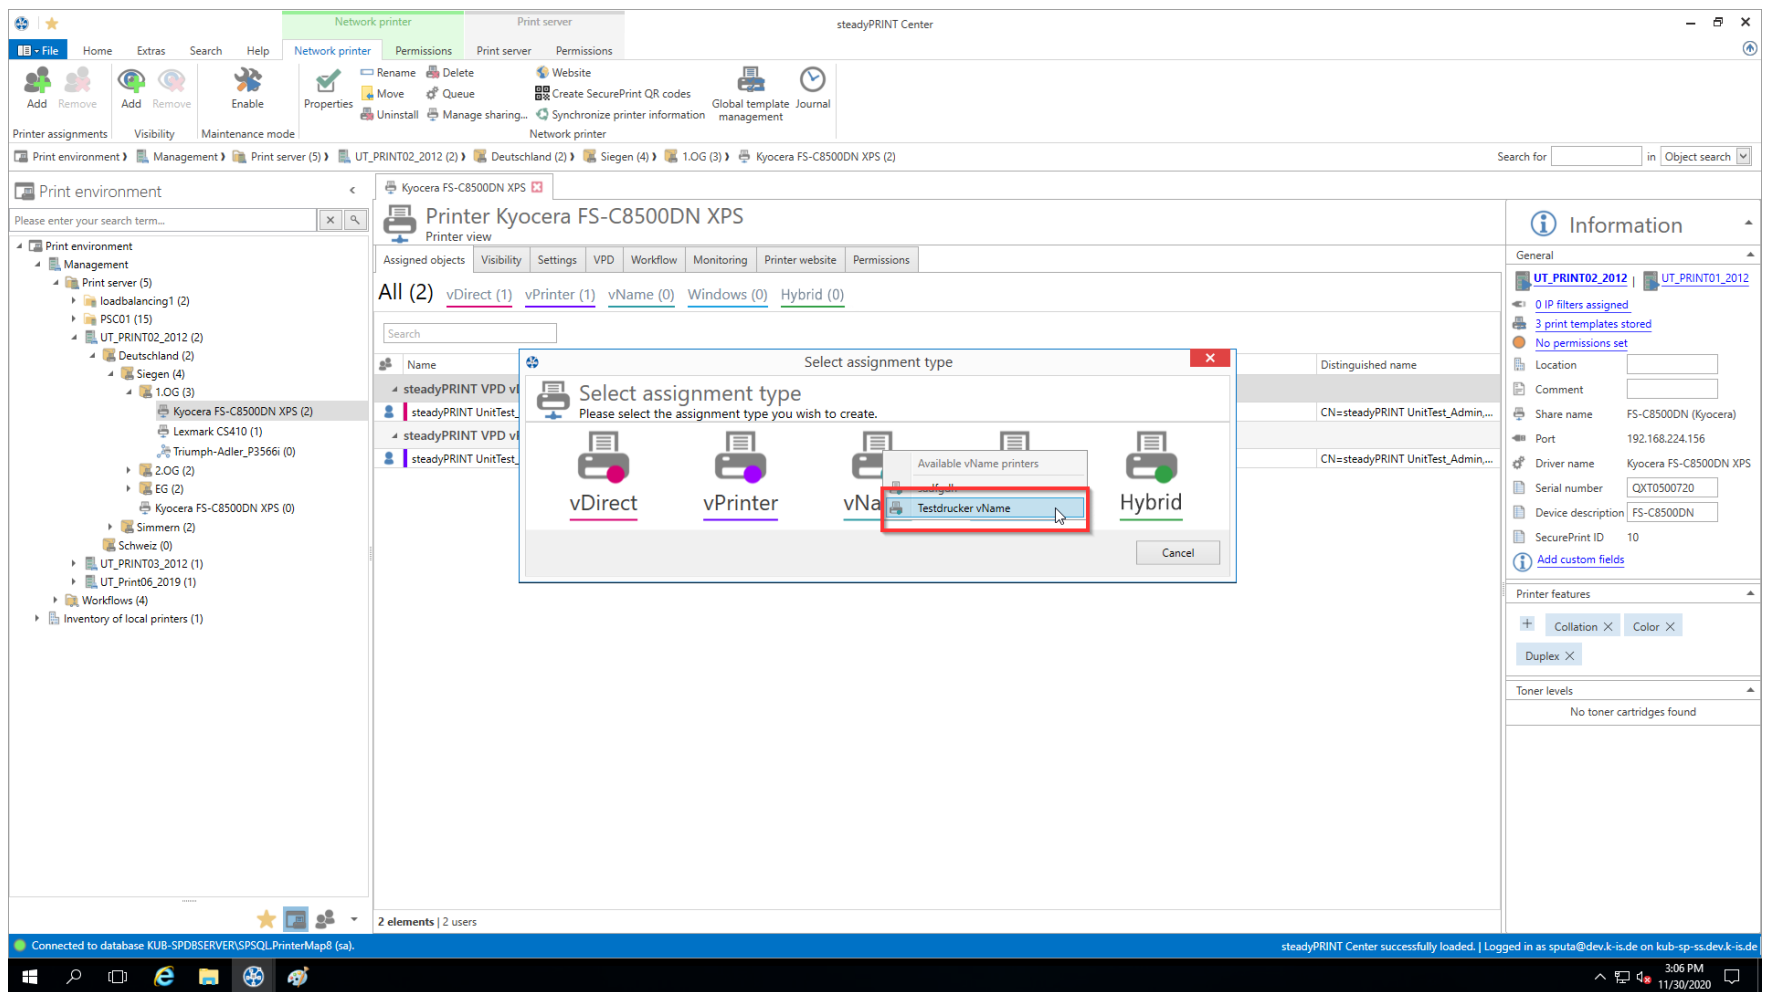 Network printer
Print server
steadyPRINT Center
File
Home
Extras
Search
Help
Network printer
Permissions
Print server
Permissions
Add
Remove
Add
Remove
Enable
Properties
Rename
Delete
Website
Move
Queue
Create SecurePrint QR codes
Uninstall
Manage sharing...
Synchronize printer information
Global template management
Journal
Printer assignments
Visibility
Maintenance mode
Network printer
Print environment
Management
Print server (5)
UT_PRINT02_2012 (2)
Deutschland (2)
Siegen (4)
1.OG (3)
Kyocera FS-C8500DN XPS (2)
Search for
in
Object search
Print environment
Please enter your search term...
Print environment
Management
Print server (5)
loadbalancing1 (2)
PSC01 (15)
UT_PRINT02_2012 (2)
Deutschland (2)
Siegen (4)
1.OG (3)
Kyocera FS-C8500DN XPS (2)
Lexmark CS410 (1)
Triumph-Adler_P3566i (0)
2.OG (2)
EG (2)
Kyocera FS-C8500DN XPS (0)
Simmern (2)
Schweiz (0)
UT_PRINT03_2012 (1)
UT_Print06_2019 (1)
Workflows (4)
Inventory of local printers (1)
Kyocera FS-C8500DN XPS
Printer Kyocera FS-C8500DN XPS
Printer view
Assigned objects
Visibility
Settings
VPD
Workflow
Monitoring
Printer website
Permissions
All (2)
vDirect (1)
vPrinter (1)
vName (0)
Windows (0)
Hybrid (0)
Search
Name
Distinguished name
steadyPRINT VPD v
steadyPRINT UnitTest_
CN=steadyPRINT UnitTest_Admin,...
steadyPRINT VPD v
steadyPRINT UnitTest_
CN=steadyPRINT UnitTest_Admin,...
Select assignment type
Select assignment type
Please select the assignment type you wish to create.
vDirect
vPrinter
vNa
Hybrid
Available vName printers
Testdrucker vName
Cancel
Information
General
UT_PRINT02_2012 | UT_PRINT01_2012
0 IP filters assigned
3 print templates stored
No permissions set
Location
Comment
Share name
FS-C8500DN (Kyocera)
Port
192.168.224.156
Driver name
Kyocera FS-C8500DN XPS
Serial number
QXT0500720
Device description
FS-C8500DN
SecurePrint ID
10
Add custom fields
Printer features
Collation
Color
Duplex
Toner levels
No toner cartridges found
2 elements | 2 users
Connected to database KUB-SPDBSERVER\SPSQL.PrinterMap8 (sa).
steadyPRINT Center successfully loaded. | Logged in as sputa@dev.k-is.de on kub-sp-ss.dev.k-is.de
3:06 PM
11/30/2020